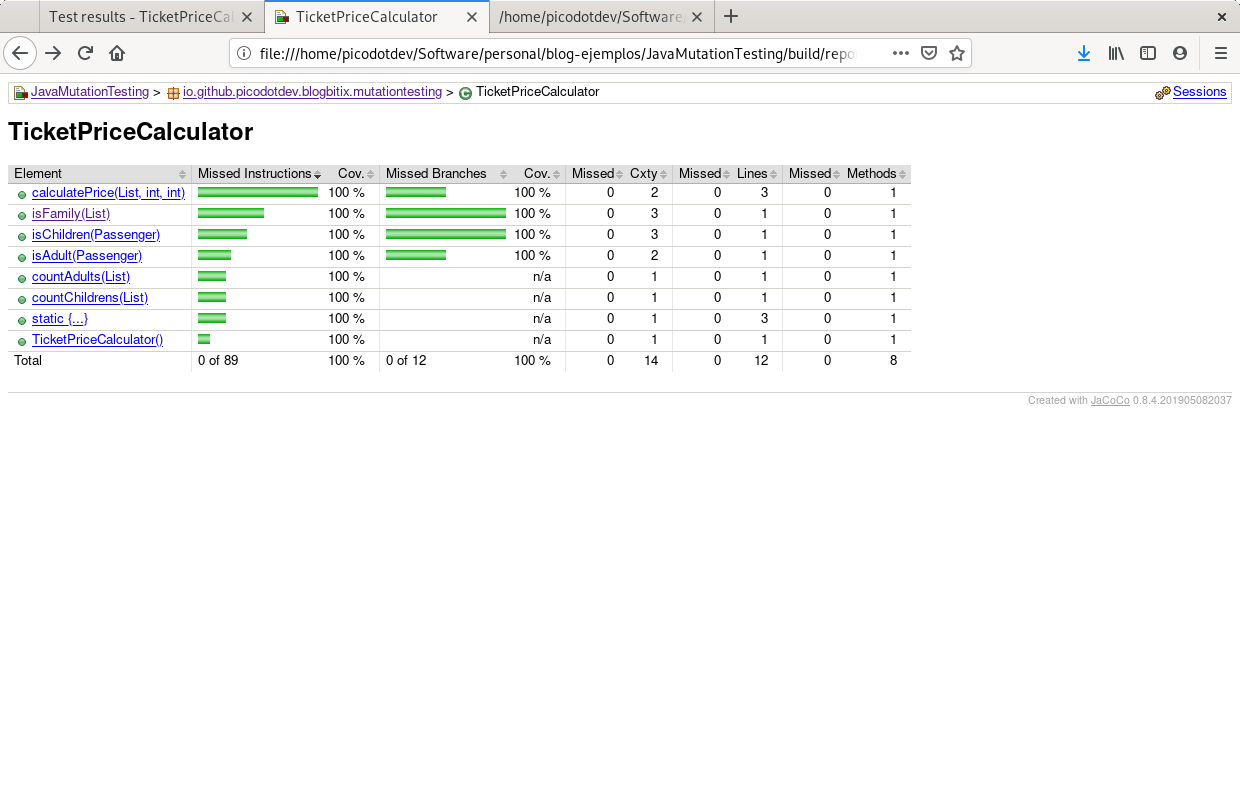 Test results - TicketPriceCal
TicketPriceCalculator
/home/picodotdev/Software
file:///home/picodotdev/Software/personal/blog-ejemplos/JavaMutationTesting/build/repo
JavaMutationTesting > io.github.picodotdev.blogbitix.mutationtesting > TicketPriceCalculator Sessions
TicketPriceCalculator
Element Missed Instructions Cov. Missed Branches Cov. Missed Cxty Missed Lines Missed Methods
calculatePrice(List, int, int) 100 % 100 % 0 2 0 3 0 1
isFamily(List) 100 % 100 % 0 3 0 1 0 1
isChildren(Passenger) 100 % 100 % 0 3 0 1 0 1
isAdult(Passenger) 100 % 100 % 0 2 0 1 0 1
countAdults(List) 100 % n/a 0 1 0 1 0 1
countChildrens(List) 100 % n/a 0 1 0 1 0 1
static {...} 100 % n/a 0 1 0 3 0 1
TicketPriceCalculator() 100 % n/a 0 1 0 1 0 1
Total 0 of 89 100 % 0 of 12 100 % 0 14 0 12 0 8
Created with JaCoCo 0.8.4.201905082037